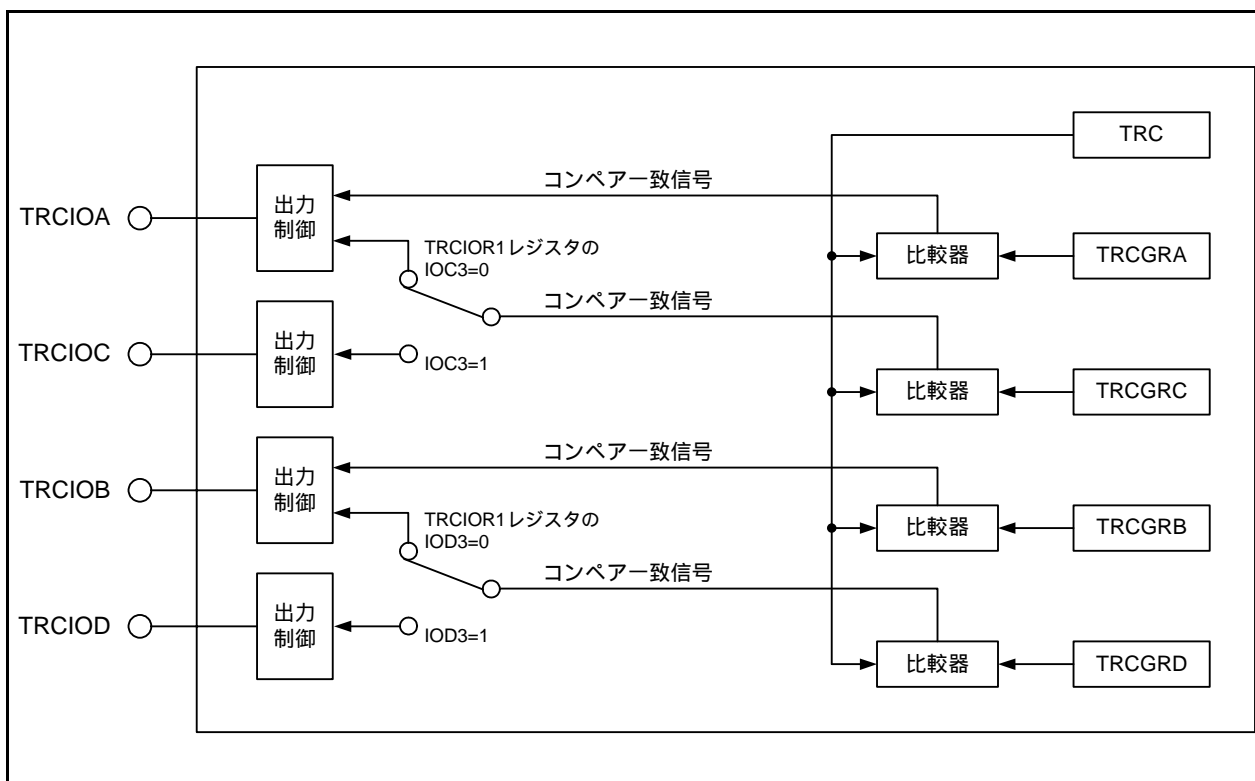 TRC
コンペア一致信号
TRCIOA
出力
制御
比較器
TRCGRA
TRCIOR1レジスタの
IOC3=0
コンペア一致信号
TRCIOC
出力
制御
IOC3=1
比較器
TRCGRC
コンペア一致信号
TRCIOB
出力
制御
比較器
TRCGRB
TRCIOR1レジスタの
IOD3=0
コンペア一致信号
TRCIOD
出力
制御
IOD3=1
比較器
TRCGRD